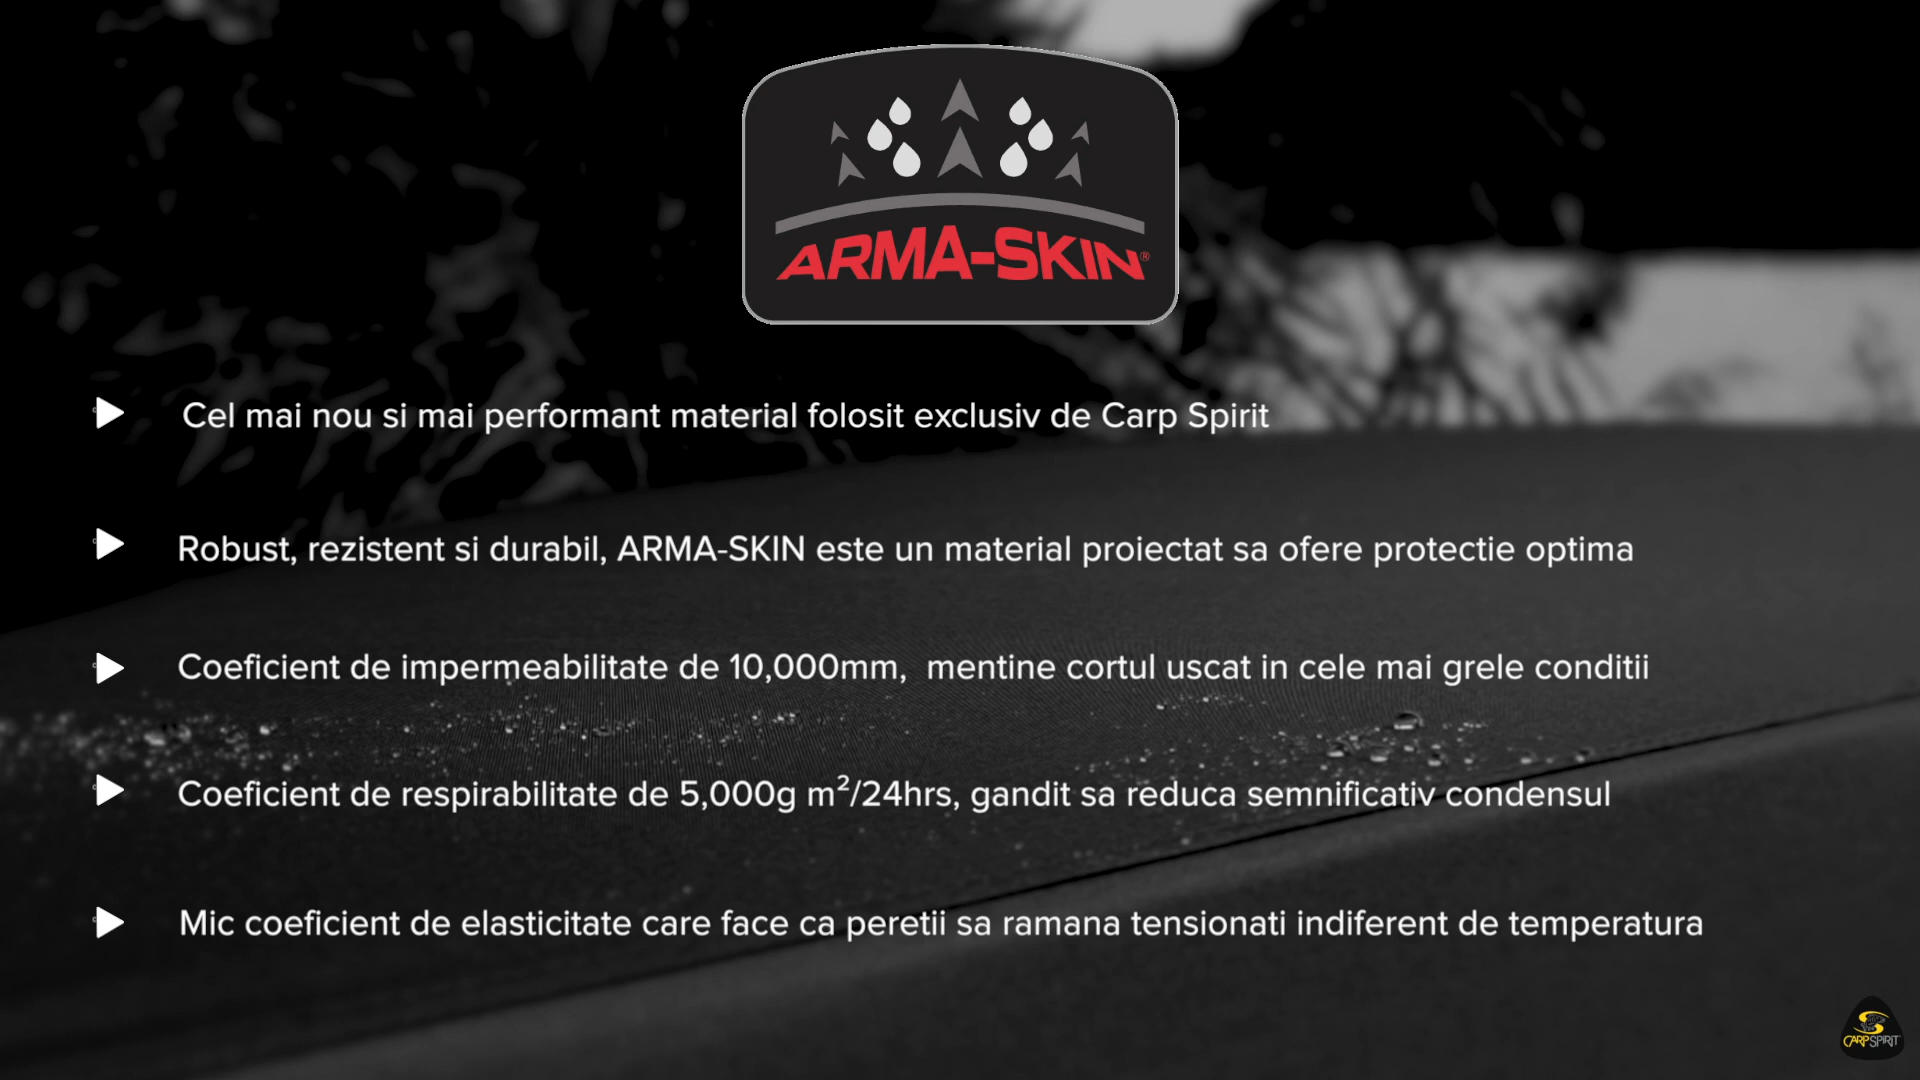 ARMA-SKIN®
Cel mai nou si mai performant material folosit exclusiv de Carp Spirit
Robust, rezistent si durabil, ARMA-SKIN este un material proiectat sa ofere protectie optima
Coeficient de impermeabilitate de 10,000mm,  mentine cortul uscat in cele mai grele conditii
Coeficient de respirabilitate de 5,000g m²/24hrs, gandit sa reduca semnificativ condensul
Mic coeficient de elasticitate care face ca peretii sa ramana tensionati indiferent de temperatura
CARPSPIRIT